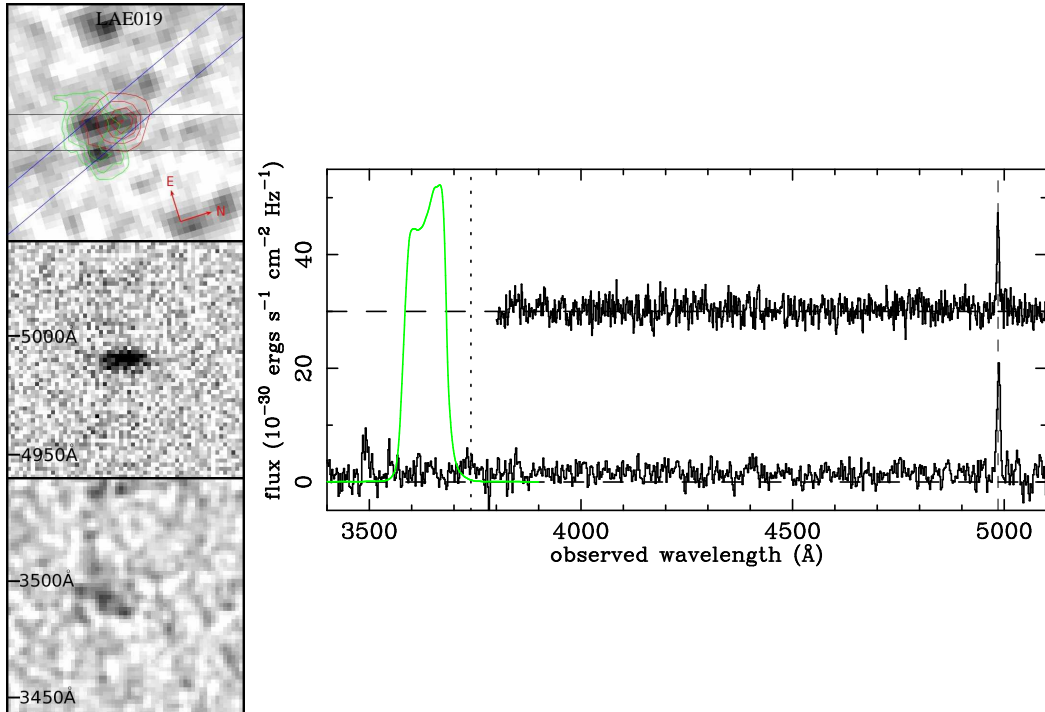 LAE019
E
N
5000Å
4950Å
3500Å
3450Å
flux (10⁻³⁰ ergs s⁻¹ cm⁻² Hz⁻¹)
40
20
0
3500 4000 4500 5000
observed wavelength (Å)